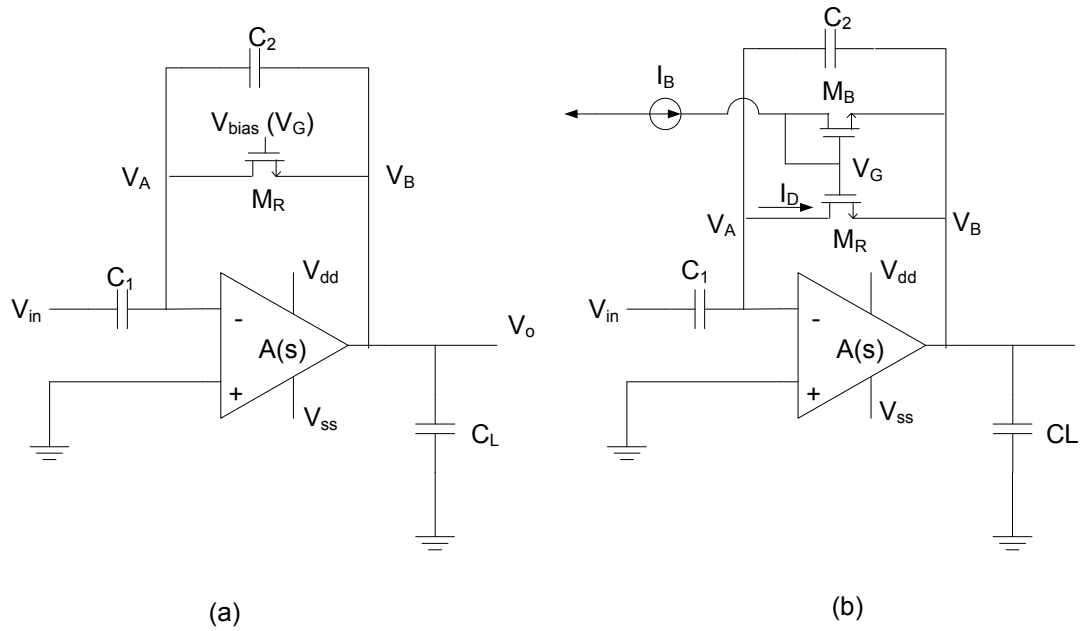 C2
Vbias (VG)
VA
VB
MR
C1
Vin
Vdd
-
A(s)
+
Vss
Vo
CL
(a)
C2
IB
MB
VG
ID
VA
VB
MR
C1
Vin
Vdd
-
A(s)
+
Vss
CL
(b)